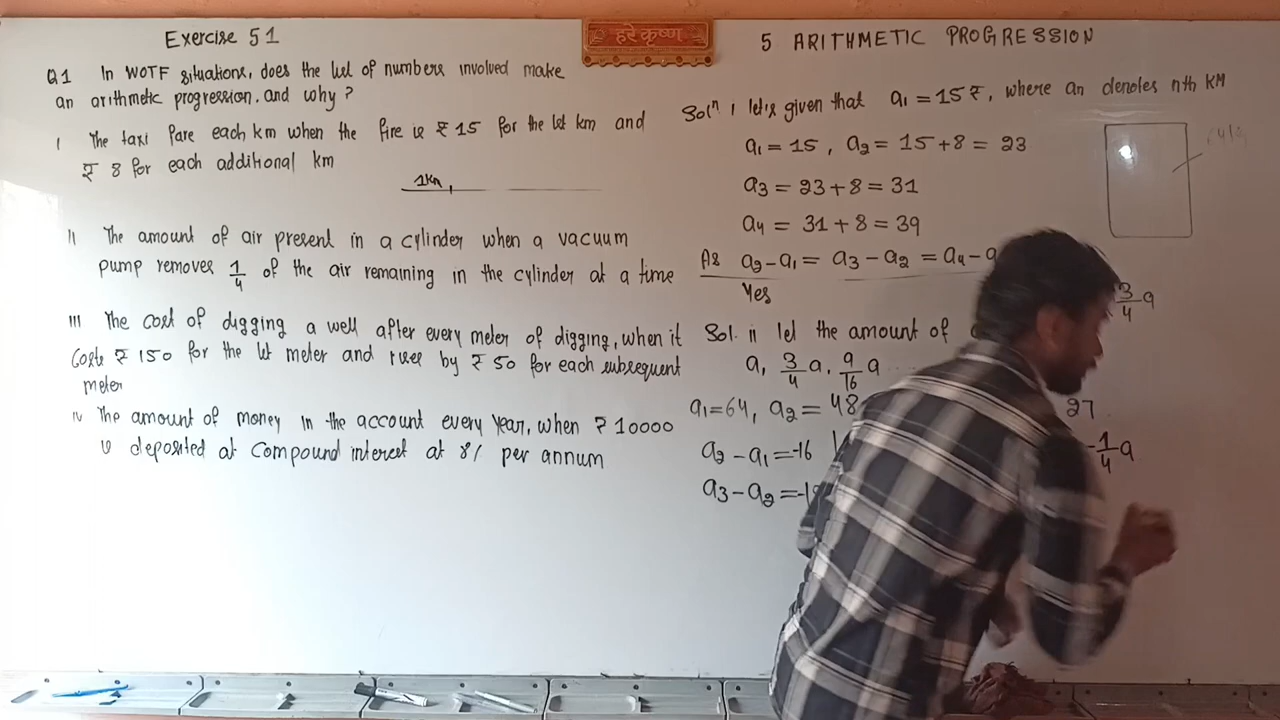 Exercise 51
हरे कृष्ण
5 ARITHMETIC PROGRESSION
Q1 In WOTF situations, does the list of numbers involved make
an arithmetic progression, and why?
I The taxi fare each km when the fire is ₹ 15 for the 1st km and
₹ 8 for each additional km
1Km
II The amount of air present in a cylinder when a vacuum
pump removes 1/4 of the air remaining in the cylinder at a time
III The cost of digging a well after every meter of digging, when it
costs ₹ 150 for the 1st meter and rises by ₹ 50 for each subsequent
meter
IV The amount of money in the account every year, when ₹ 10000
is deposited at compound interest at 8% per annum
Solⁿ I let's given that a1 = 15 ₹, where an denotes nth KM
a1 = 15, a2 = 15 + 8 = 23
a3 = 23 + 8 = 31
a4 = 31 + 8 = 39
As a2 - a1 = a3 - a2 = a4 - a
Yes
3/4 a
Sol. ii let the amount of
a, 3/4 a, 9/16 a ...
a1 = 64, a2 = 48
27
a2 - a1 = -16
-1/4 a
a3 - a2 = -1